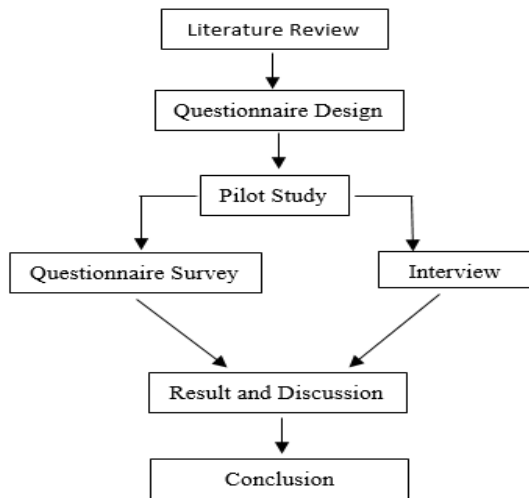 Literature Review
Questionnaire Design
Pilot Study
Questionnaire Survey
Interview
Result and Discussion
Conclusion